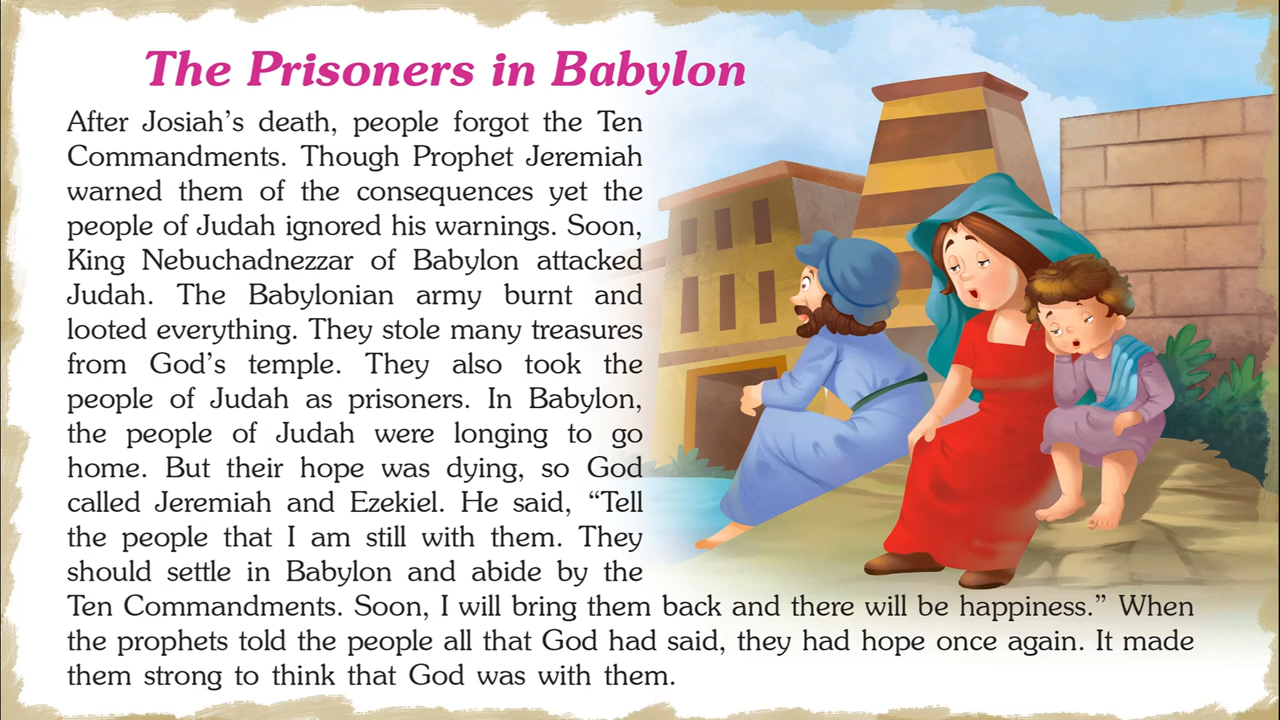 The Prisoners in Babylon
After Josiah’s death, people forgot the Ten
Commandments. Though Prophet Jeremiah
warned them of the consequences yet the
people of Judah ignored his warnings. Soon,
King Nebuchadnezzar of Babylon attacked
Judah. The Babylonian army burnt and
looted everything. They stole many treasures
from God’s temple. They also took the
people of Judah as prisoners. In Babylon,
the people of Judah were longing to go
home. But their hope was dying, so God
called Jeremiah and Ezekiel. He said, “Tell
the people that I am still with them. They
should settle in Babylon and abide by the
Ten Commandments. Soon, I will bring them back and there will be happiness.” When
the prophets told the people all that God had said, they had hope once again. It made
them strong to think that God was with them.